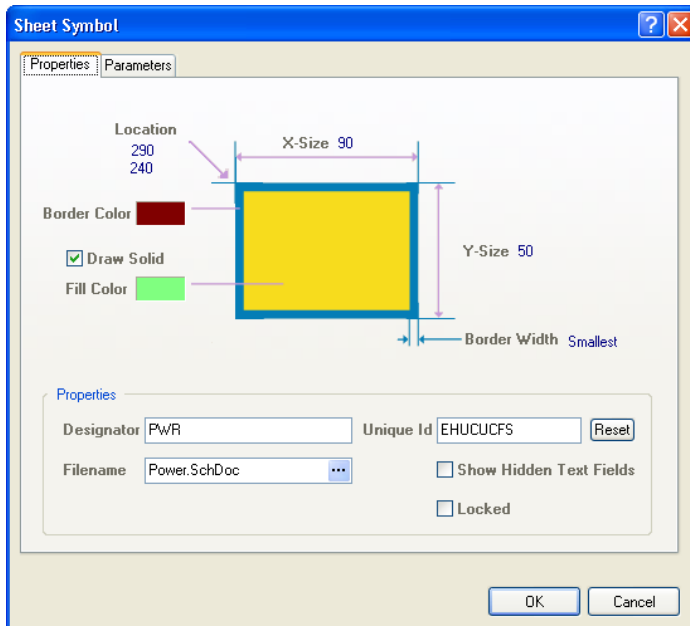 Sheet Symbol
Properties Parameters
Location
290
240
X-Size 90
Border Color
Draw Solid
Fill Color
Y-Size 50
Border Width Smallest
Properties
Designator PWR Unique Id EHUCUCFS Reset
Filename Power.SchDoc ... Show Hidden Text Fields
Locked
OK Cancel